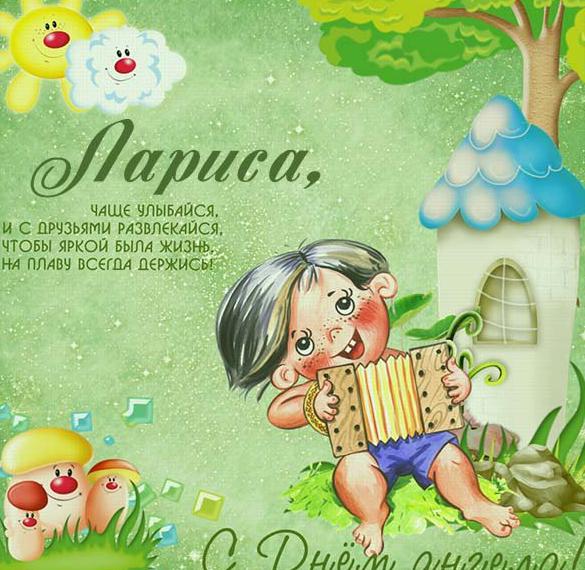 Лариса,
ЧАЩЕ УЛЫБАЙСЯ,
И С ДРУЗЬЯМИ РАЗВЛЕКАЙСЯ,
ЧТОБЫ ЯРКОЙ БЫЛА ЖИЗНЬ,
НА ПЛАВУ ВСЕГДА ДЕРЖИСЬ!
С Днём ангела!